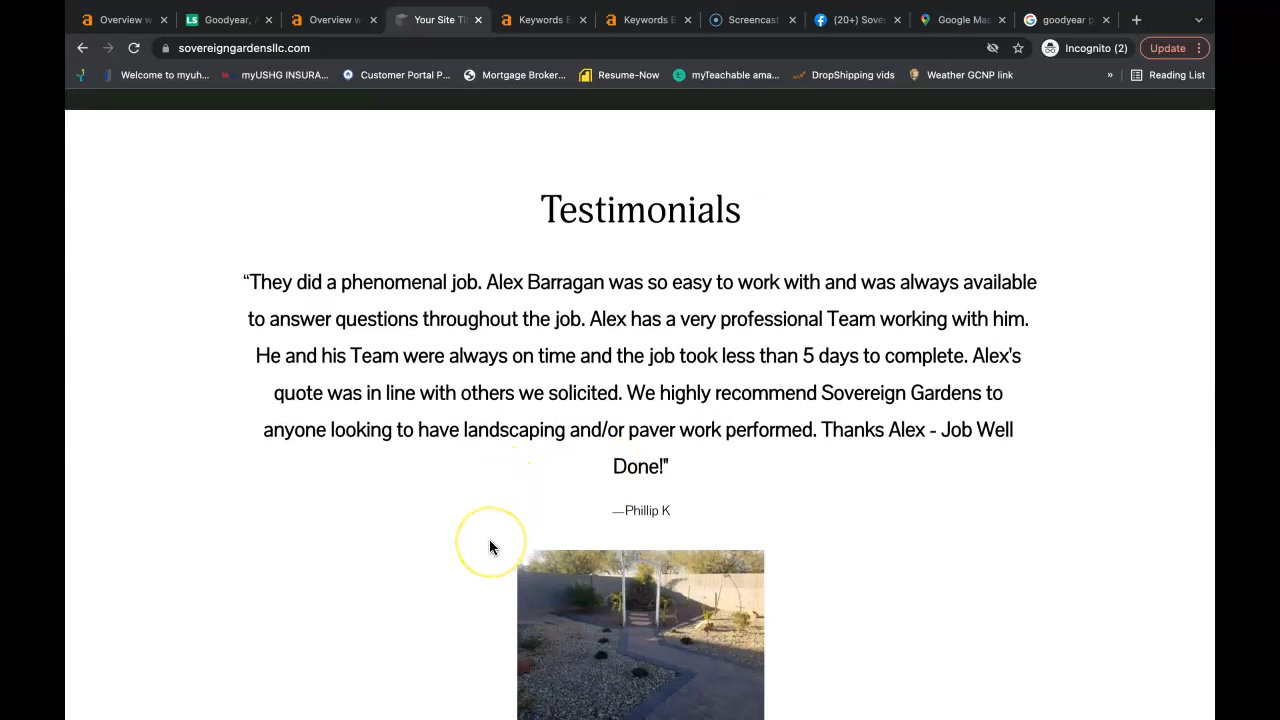 Overview w
Goodyear, A
Overview w
Your Site Tit
Keywords E
Keywords E
Screencast
(20+) Sove
Google Ma
goodyear p
sovereigngardensllc.com
Incognito (2)
Update
Welcome to myuh...
myUSHG INSURA...
Customer Portal P...
Mortgage Broker...
Resume-Now
myTeachable ama...
DropShipping vids
Weather GCNP link
»
Reading List
Testimonials
“They did a phenomenal job. Alex Barragan was so easy to work with and was always available
to answer questions throughout the job. Alex has a very professional Team working with him.
He and his Team were always on time and the job took less than 5 days to complete. Alex's
quote was in line with others we solicited. We highly recommend Sovereign Gardens to
anyone looking to have landscaping and/or paver work performed. Thanks Alex - Job Well
Done!"
—Phillip K